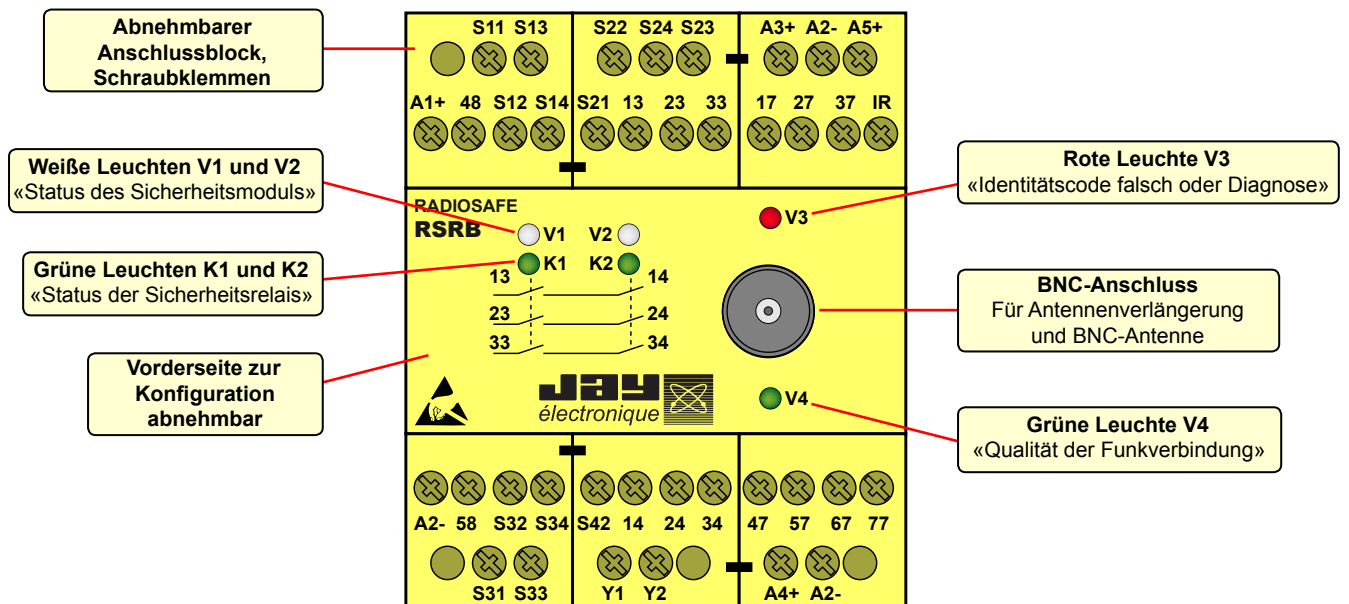 Abnehmbarer
Anschlussblock,
Schraubklemmen
Weiße Leuchten V1 und V2
«Status des Sicherheitsmoduls»
Grüne Leuchten K1 und K2
«Status der Sicherheitsrelais»
Vorderseite zur
Konfiguration
abnehmbar
S11 S13 S22 S24 S23 A3+ A2- A5+
A1+ 48 S12 S14 S21 13 23 33 17 27 37 IR
RADIOSAFE
RSRB
V1 V2 V3
K1 K2
13 14
23 24
33 34
JAY
électronique
V4
A2- 58 S32 S34 S42 14 24 34 47 57 67 77
S31 S33 Y1 Y2 A4+ A2-
Rote Leuchte V3
«Identitätscode falsch oder Diagnose»
BNC-Anschluss
Für Antennenverlängerung
und BNC-Antenne
Grüne Leuchte V4
«Qualität der Funkverbindung»